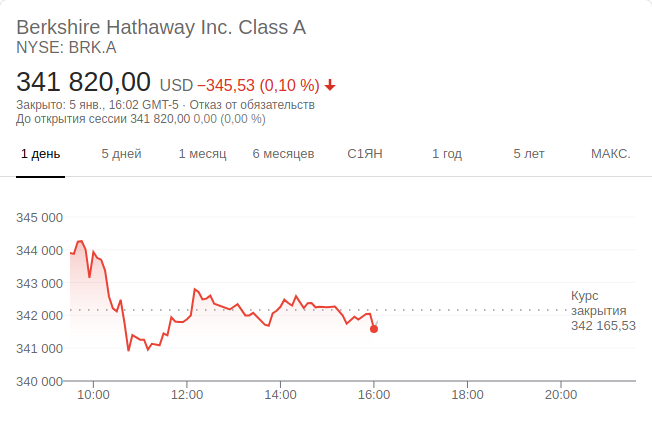 Berkshire Hathaway Inc. Class A
NYSE: BRK.A
341 820,00 USD −345,53 (0,10 %)
Закрыто: 5 янв., 16:02 GMT-5 · Отказ от обязательств
До открытия сессии 341 820,00 0,00 (0,00 %)
1 день 5 дней 1 месяц 6 месяцев С1ЯН 1 год 5 лет МАКС.
345 000
344 000
343 000
342 000
341 000
340 000
Курс
закрытия
342 165,53
10:00 12:00 14:00 16:00 18:00 20:00